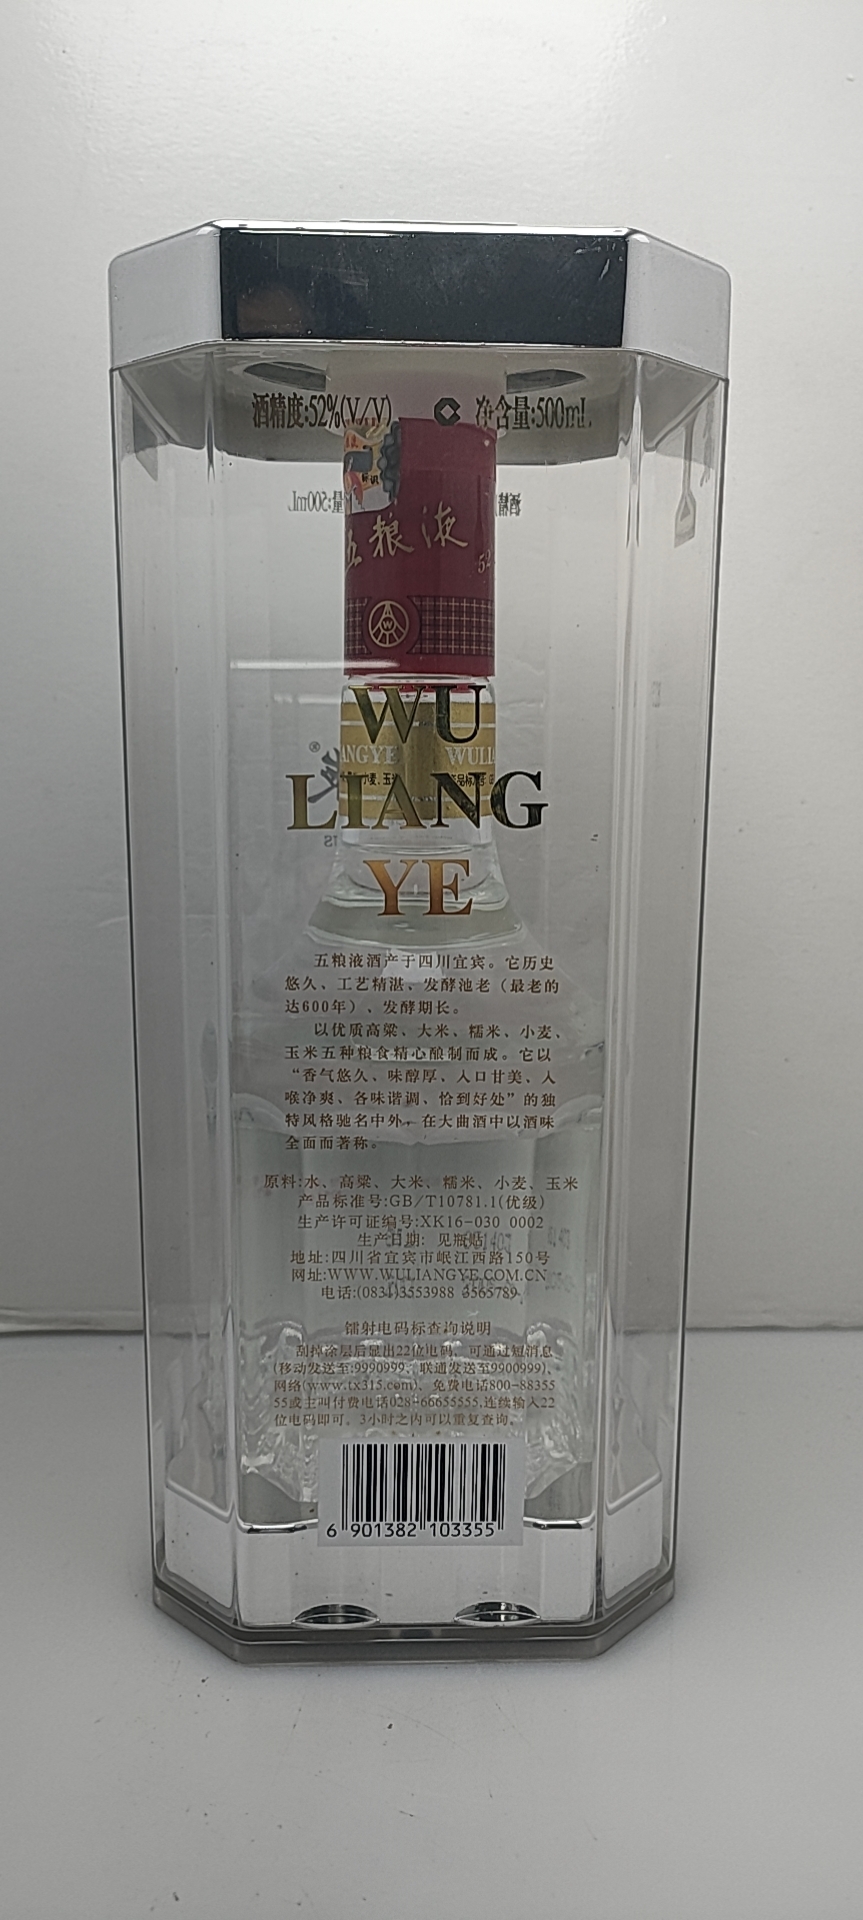 酒精度:52%(V/V) 净含量:500mL
标识
五粮液
52
W
WU
ANGYE WULIA
小麦、玉米 产品标准号
LIANG
YE
五粮液酒产于四川宜宾。它历史
悠久、工艺精湛、发酵池老（最老的
达600年）、发酵期长。
以优质高粱、大米、糯米、小麦、
玉米五种粮食精心酿制而成。它以
“香气悠久、味醇厚、入口甘美、入
喉净爽、各味谐调、恰到好处”的独
特风格驰名中外，在大曲酒中以酒味
全面而著称。
原料:水、高粱、大米、糯米、小麦、玉米
产品标准号:GB/T10781.1(优级)
生产许可证编号:XK16-030 0002
生产日期: 见瓶贴
地址:四川省宜宾市岷江西路150号
网址:WWW.WULIANGYE.COM.CN
电话:(0831)3553988 3565789
镭射电码标查询说明
刮掉涂层后显出22位电码，可通过短消息
(移动发送至:9990999、联通发送至9900999)、
网络(www.tx315.com)、免费电话800-88355
55或主叫付费电话028-66655555,连续输入22
位电码即可。3小时之内可以重复查询。
6 901382 103355